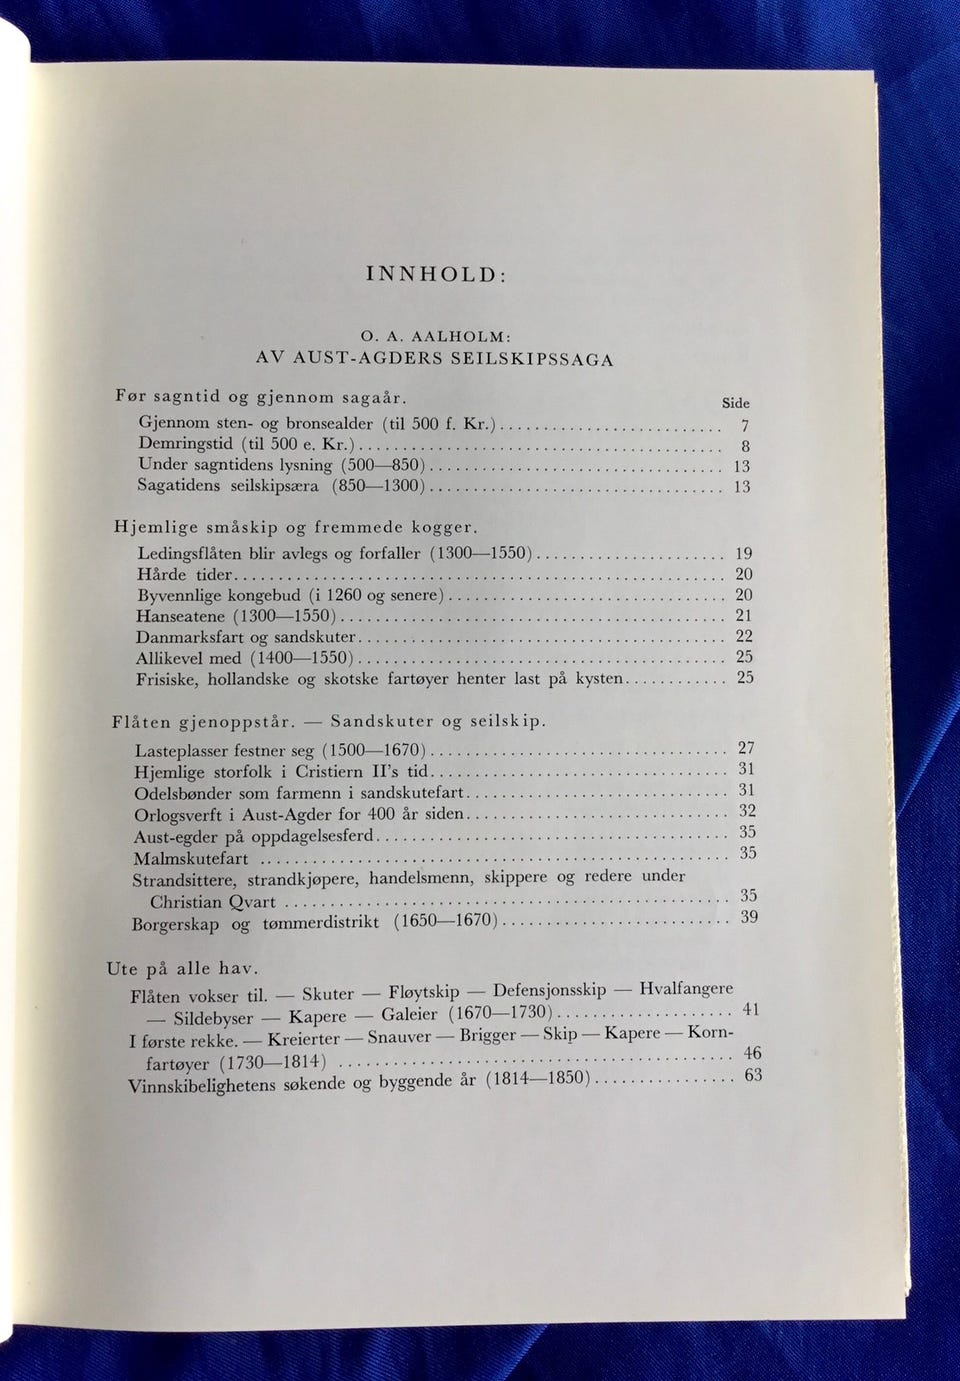 INNHOLD:
O. A. AALHOLM:
AV AUST-AGDERS SEILSKIPSSAGA
Før sagntid og gjennom sagaår.
Side
Gjennom sten- og bronsealder (til 500 f. Kr.) . . . . . . . . . . . . . . . . . . . . . . . . . 7
Demringstid (til 500 e. Kr.) . . . . . . . . . . . . . . . . . . . . . . . . . . . . . . . . . . . . . . . . 8
Under sagntidens lysning (500—850) . . . . . . . . . . . . . . . . . . . . . . . . . . . . . . . . 13
Sagatidens seilskipsæra (850—1300) . . . . . . . . . . . . . . . . . . . . . . . . . . . . . . . . 13
Hjemlige småskip og fremmede kogger.
Ledingsflåten blir avlegs og forfaller (1300—1550) . . . . . . . . . . . . . . . . . . . . . 19
Hårde tider . . . . . . . . . . . . . . . . . . . . . . . . . . . . . . . . . . . . . . . . . . . . . . . . . . . . . 20
Byvennlige kongebud (i 1260 og senere) . . . . . . . . . . . . . . . . . . . . . . . . . . . . . . 20
Hanseatene (1300—1550) . . . . . . . . . . . . . . . . . . . . . . . . . . . . . . . . . . . . . . . . . . 21
Danmarksfart og sandskuter . . . . . . . . . . . . . . . . . . . . . . . . . . . . . . . . . . . . . . . . 22
Allikevel med (1400—1550) . . . . . . . . . . . . . . . . . . . . . . . . . . . . . . . . . . . . . . . . 25
Frisiske, hollandske og skotske fartøyer henter last på kysten . . . . . . . . . . . . 25
Flåten gjenoppstår. — Sandskuter og seilskip.
Lasteplasser festner seg (1500—1670) . . . . . . . . . . . . . . . . . . . . . . . . . . . . . . . . 27
Hjemlige storfolk i Cristiern II's tid . . . . . . . . . . . . . . . . . . . . . . . . . . . . . . . . 31
Odelsbønder som farmenn i sandskutefart . . . . . . . . . . . . . . . . . . . . . . . . . . . . 31
Orlogsverft i Aust-Agder for 400 år siden . . . . . . . . . . . . . . . . . . . . . . . . . . . . 32
Aust-egder på oppdagelsesferd . . . . . . . . . . . . . . . . . . . . . . . . . . . . . . . . . . . . . . 35
Malmskutefart . . . . . . . . . . . . . . . . . . . . . . . . . . . . . . . . . . . . . . . . . . . . . . . . . . . 35
Strandsittere, strandkjøpere, handelsmenn, skippere og redere under
Christian Qvart . . . . . . . . . . . . . . . . . . . . . . . . . . . . . . . . . . . . . . . . . . . . . . . . 35
Borgerskap og tømmerdistrikt (1650—1670) . . . . . . . . . . . . . . . . . . . . . . . . . 39
Ute på alle hav.
Flåten vokser til. — Skuter — Fløytskip — Defensjonsskip — Hvalfangere
— Sildebyser — Kapere — Galeier (1670—1730) . . . . . . . . . . . . . . . . . . . . 41
I første rekke. — Kreierter — Snauver — Brigger — Skip — Kapere — Korn-
fartøyer (1730—1814) . . . . . . . . . . . . . . . . . . . . . . . . . . . . . . . . . . . . . . . . . . . 46
Vinnskibelighetens søkende og byggende år (1814—1850) . . . . . . . . . . . . . . . . 63